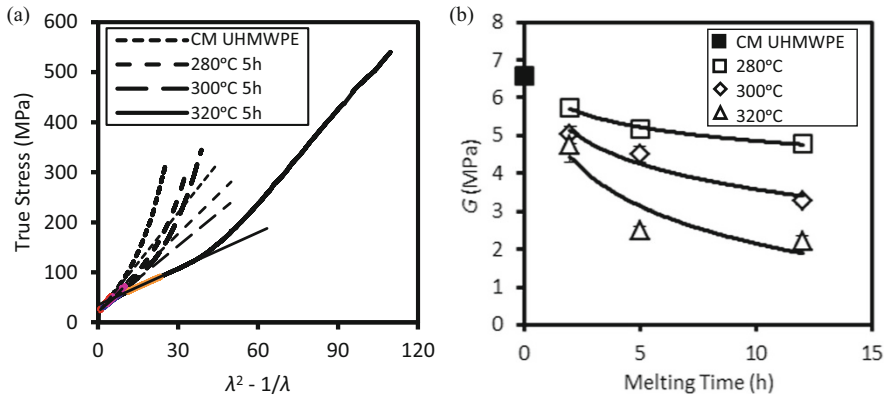 (a)
600
500
400
300
200
100
0
True Stress (MPa)
0 30 60 90 120
λ² - 1/λ
CM UHMWPE
280°C 5h
300°C 5h
320°C 5h
(b)
8
7
6
5
4
3
2
1
0
G (MPa)
0 5 10 15
Melting Time (h)
CM UHMWPE
280°C
300°C
320°C